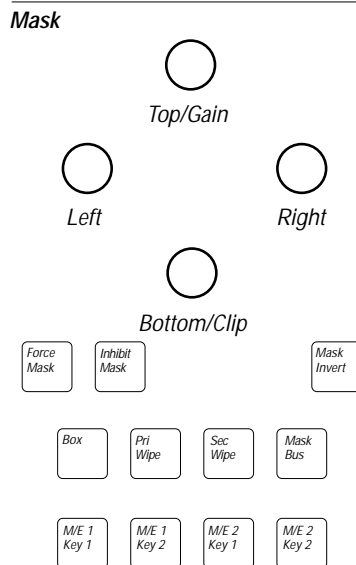 Mask
Top/Gain
Left Right
Bottom/Clip
Force Inhibit Mask
Mask Mask Invert
Box Pri Sec Mask
Wipe Wipe Bus
M/E 1 M/E 1 M/E 2 M/E 2
Key 1 Key 2 Key 1 Key 2